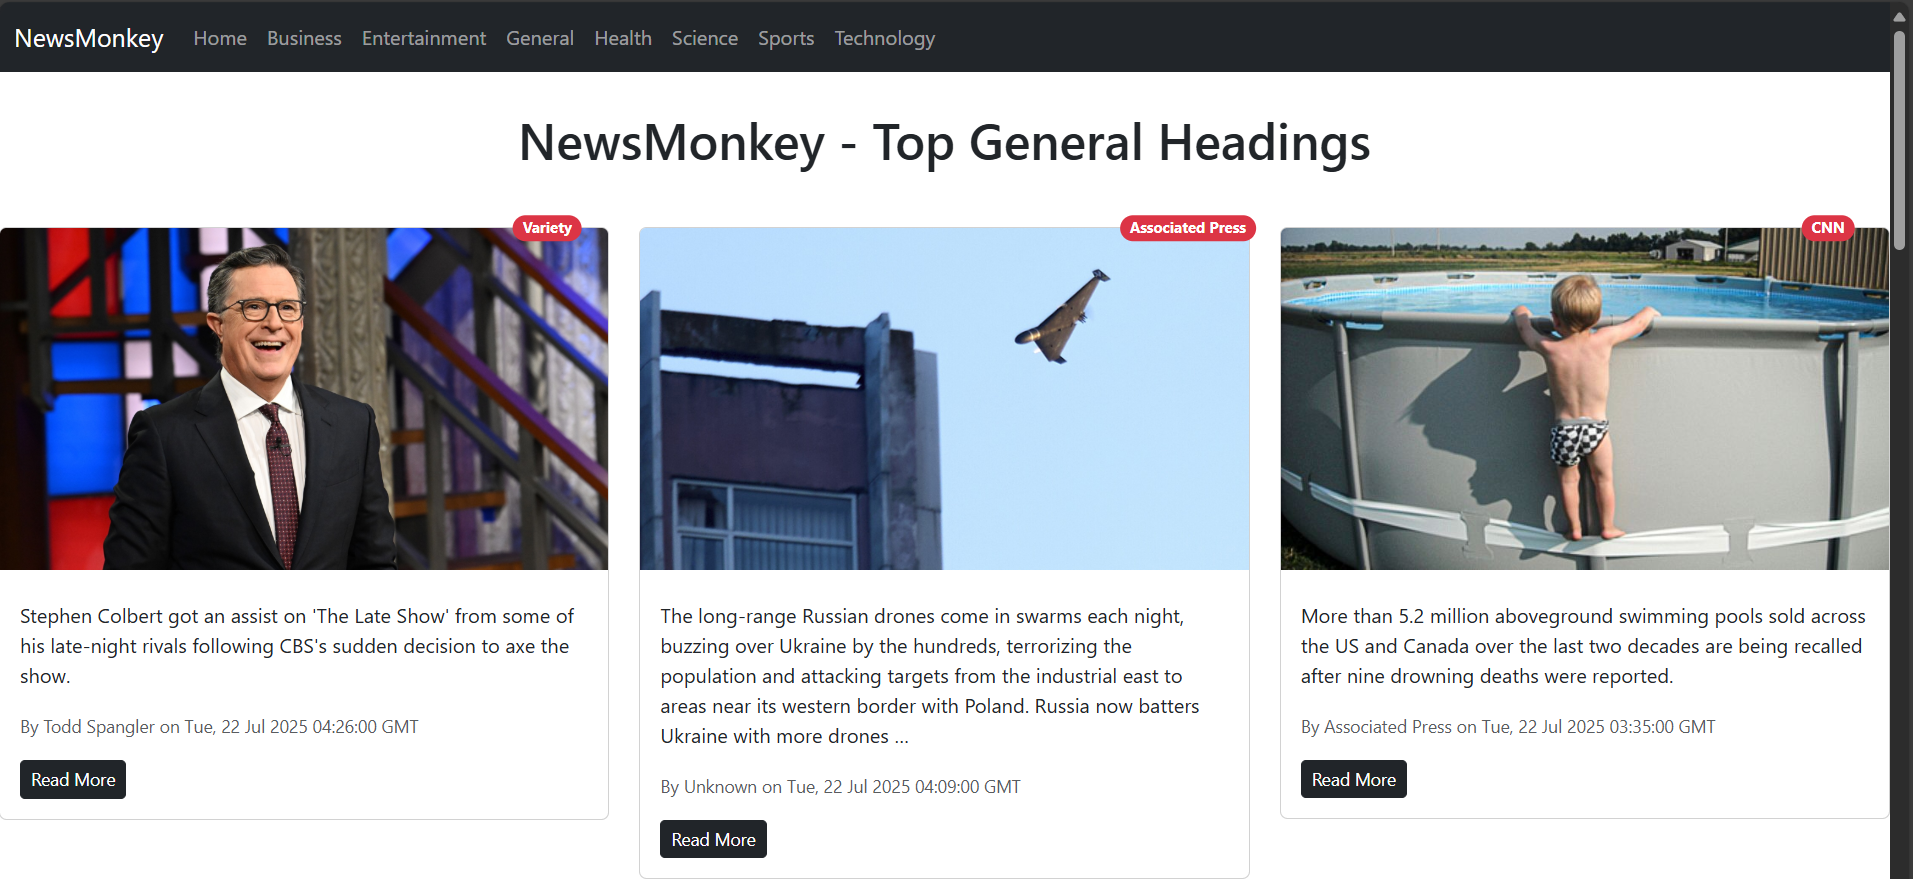 NewsMonkey Home Business Entertainment General Health Science Sports Technology
NewsMonkey - Top General Headings
Variety
Stephen Colbert got an assist on 'The Late Show' from some of
his late-night rivals following CBS's sudden decision to axe the
show.
By Todd Spangler on Tue, 22 Jul 2025 04:26:00 GMT
Read More
Associated Press
The long-range Russian drones come in swarms each night,
buzzing over Ukraine by the hundreds, terrorizing the
population and attacking targets from the industrial east to
areas near its western border with Poland. Russia now batters
Ukraine with more drones ...
By Unknown on Tue, 22 Jul 2025 04:09:00 GMT
Read More
CNN
More than 5.2 million aboveground swimming pools sold across
the US and Canada over the last two decades are being recalled
after nine drowning deaths were reported.
By Associated Press on Tue, 22 Jul 2025 03:35:00 GMT
Read More